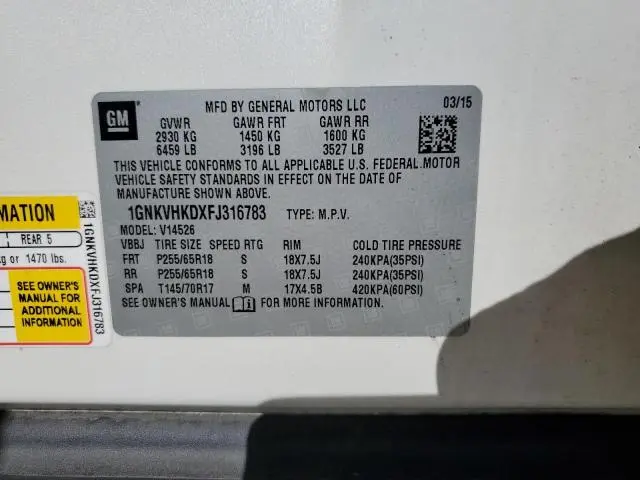 GM
MFD BY GENERAL MOTORS LLC 03/15
GVWR GAWR FRT GAWR RR
2930 KG 1450 KG 1600 KG
6459 LB 3196 LB 3527 LB
THIS VEHICLE CONFORMS TO ALL APPLICABLE U.S. FEDERAL MOTOR
VEHICLE SAFETY STANDARDS IN EFFECT ON THE DATE OF
MANUFACTURE SHOWN ABOVE.
1GNKVHKDXFJ316783 TYPE: M.P.V.
MODEL: V14526
VBBJ TIRE SIZE SPEED RTG RIM COLD TIRE PRESSURE
FRT P255/65R18 S 18X7.5J 240KPA(35PSI)
RR P255/65R18 S 18X7.5J 240KPA(35PSI)
SPA T145/70R17 M 17X4.5B 420KPA(60PSI)
SEE OWNER'S MANUAL FOR MORE INFORMATION
MATION
REAR 5
kg or 1470 lbs.
SEE OWNER'S
MANUAL FOR
ADDITIONAL
INFORMATION
1GNKVHKDXFJ316783